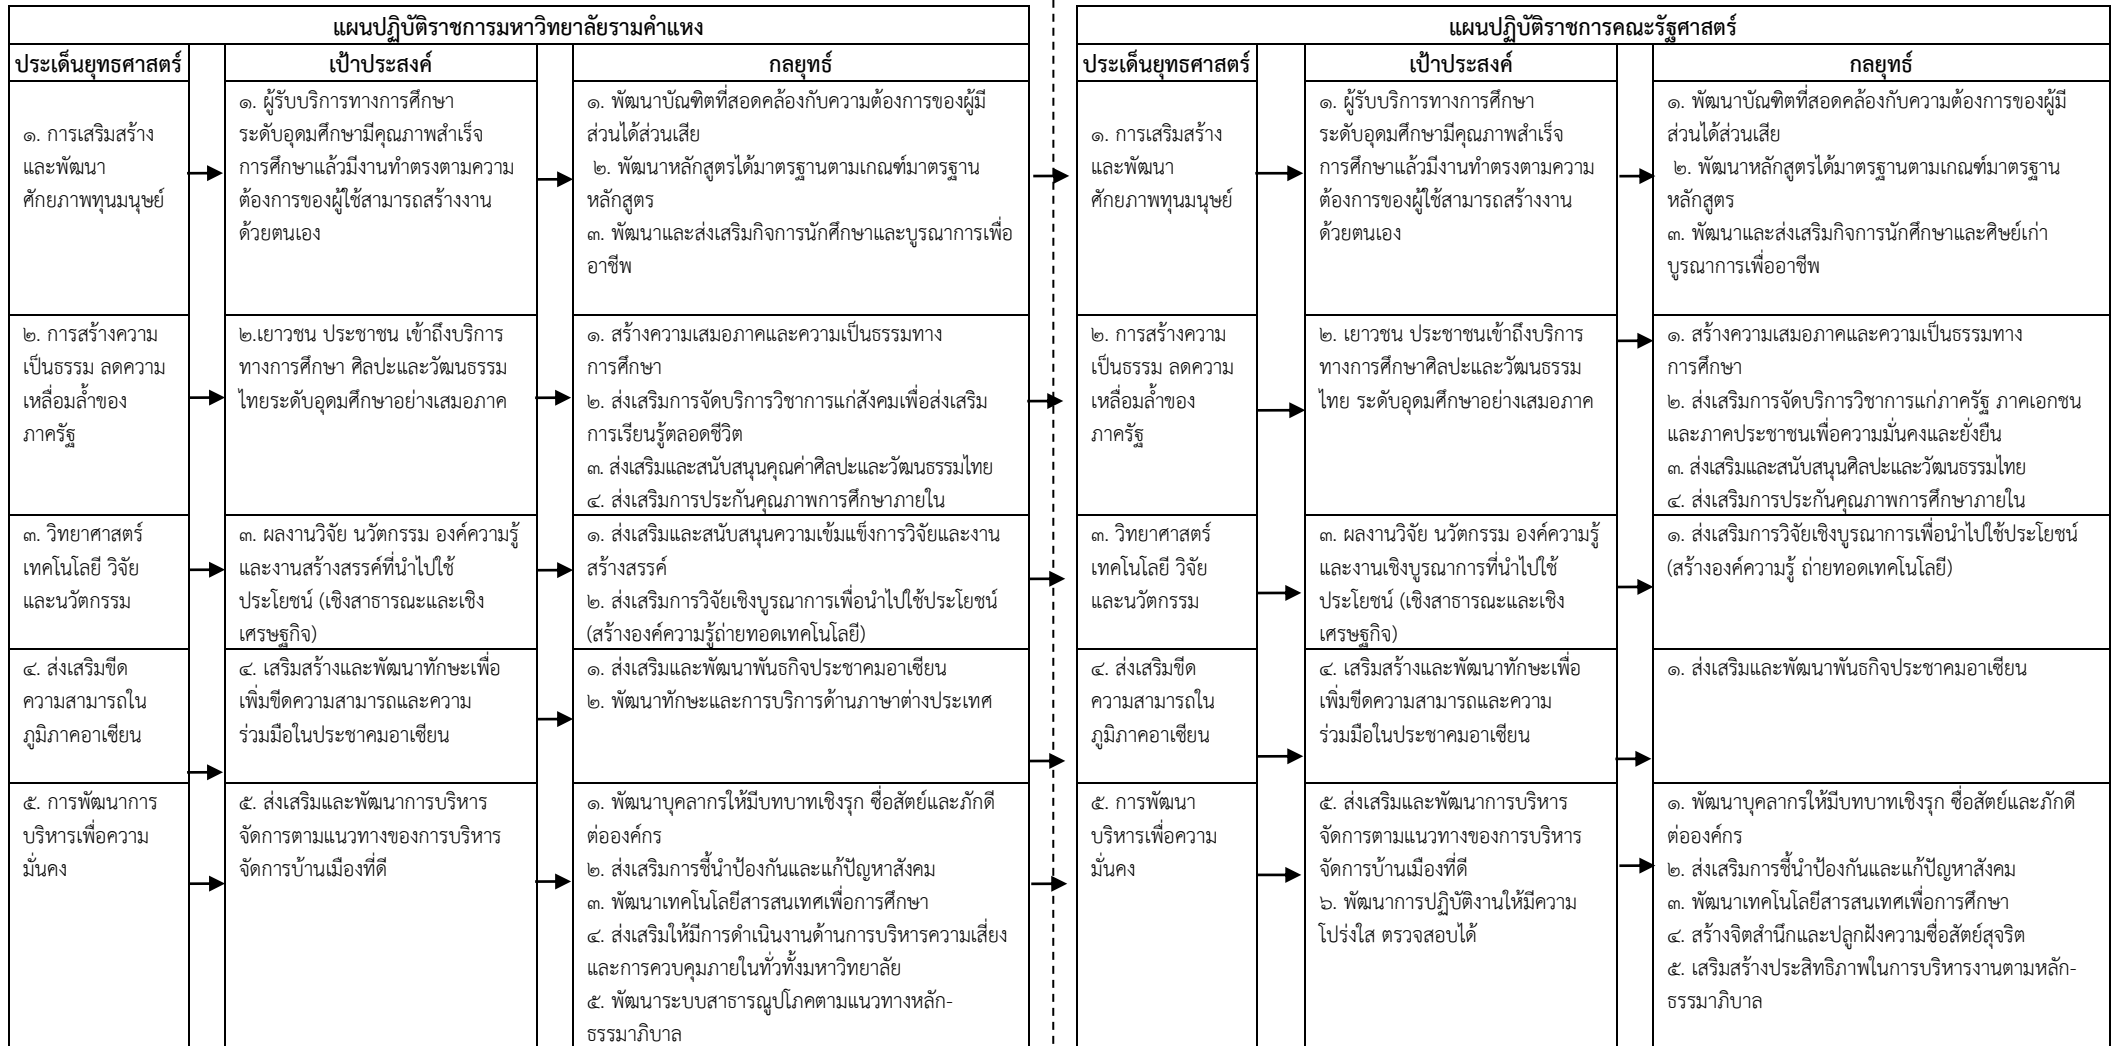 แผนปฏิบัติราชการมหาวิทยาลัยรามคำแหง
ประเด็นยุทธศาสตร์
เป้าประสงค์
กลยุทธ์
๑. การเสริมสร้าง
และพัฒนา
ศักยภาพทุนมนุษย์
๑. ผู้รับบริการทางการศึกษา
ระดับอุดมศึกษามีคุณภาพสำเร็จ
การศึกษาแล้วมีงานทำตรงตามความ
ต้องการของผู้ใช้สามารถสร้างงาน
ด้วยตนเอง
๑. พัฒนาบัณฑิตที่สอดคล้องกับความต้องการของผู้มี
ส่วนได้ส่วนเสีย
๒. พัฒนาหลักสูตรได้มาตรฐานตามเกณฑ์มาตรฐาน
หลักสูตร
๓. พัฒนาและส่งเสริมกิจการนักศึกษาและบูรณาการเพื่อ
อาชีพ
๒. การสร้างความ
เป็นธรรม ลดความ
เหลื่อมล้ำของ
ภาครัฐ
๒.เยาวชน ประชาชน เข้าถึงบริการ
ทางการศึกษา ศิลปะและวัฒนธรรม
ไทยระดับอุดมศึกษาอย่างเสมอภาค
๑. สร้างความเสมอภาคและความเป็นธรรมทาง
การศึกษา
๒. ส่งเสริมการจัดบริการวิชาการแก่สังคมเพื่อส่งเสริม
การเรียนรู้ตลอดชีวิต
๓. ส่งเสริมและสนับสนุนคุณค่าศิลปะและวัฒนธรรมไทย
๔. ส่งเสริมการประกันคุณภาพการศึกษาภายใน
๓. วิทยาศาสตร์
เทคโนโลยี วิจัย
และนวัตกรรม
๓. ผลงานวิจัย นวัตกรรม องค์ความรู้
และงานสร้างสรรค์ที่นำไปใช้
ประโยชน์ (เชิงสาธารณะและเชิง
เศรษฐกิจ)
๑. ส่งเสริมและสนับสนุนความเข้มแข็งการวิจัยและงาน
สร้างสรรค์
๒. ส่งเสริมการวิจัยเชิงบูรณาการเพื่อนำไปใช้ประโยชน์
(สร้างองค์ความรู้ถ่ายทอดเทคโนโลยี)
๔. ส่งเสริมขีด
ความสามารถใน
ภูมิภาคอาเซียน
๔. เสริมสร้างและพัฒนาทักษะเพื่อ
เพิ่มขีดความสามารถและความ
ร่วมมือในประชาคมอาเซียน
๑. ส่งเสริมและพัฒนาพันธกิจประชาคมอาเซียน
๒. พัฒนาทักษะและการบริการด้านภาษาต่างประเทศ
๕. การพัฒนาการ
บริหารเพื่อความ
มั่นคง
๕. ส่งเสริมและพัฒนาการบริหาร
จัดการตามแนวทางของการบริหาร
จัดการบ้านเมืองที่ดี
๑. พัฒนาบุคลากรให้มีบทบาทเชิงรุก ซื่อสัตย์และภักดี
ต่อองค์กร
๒. ส่งเสริมการชี้นำป้องกันและแก้ปัญหาสังคม
๓. พัฒนาเทคโนโลยีสารสนเทศเพื่อการศึกษา
๔. ส่งเสริมให้มีการดำเนินงานด้านการบริหารความเสี่ยง
และการควบคุมภายในทั่วทั้งมหาวิทยาลัย
๕. พัฒนาระบบสาธารณูปโภคตามแนวทางหลัก-
ธรรมาภิบาล
แผนปฏิบัติราชการคณะรัฐศาสตร์
ประเด็นยุทธศาสตร์
เป้าประสงค์
กลยุทธ์
๑. การเสริมสร้าง
และพัฒนา
ศักยภาพทุนมนุษย์
๑. ผู้รับบริการทางการศึกษา
ระดับอุดมศึกษามีคุณภาพสำเร็จ
การศึกษาแล้วมีงานทำตรงตามความ
ต้องการของผู้ใช้สามารถสร้างงาน
ด้วยตนเอง
๑. พัฒนาบัณฑิตที่สอดคล้องกับความต้องการของผู้มี
ส่วนได้ส่วนเสีย
๒. พัฒนาหลักสูตรได้มาตรฐานตามเกณฑ์มาตรฐาน
หลักสูตร
๓. พัฒนาและส่งเสริมกิจการนักศึกษาและศิษย์เก่า
บูรณาการเพื่ออาชีพ
๒. การสร้างความ
เป็นธรรม ลดความ
เหลื่อมล้ำของ
ภาครัฐ
๒. เยาวชน ประชาชนเข้าถึงบริการ
ทางการศึกษาศิลปะและวัฒนธรรม
ไทย ระดับอุดมศึกษาอย่างเสมอภาค
๑. สร้างความเสมอภาคและความเป็นธรรมทาง
การศึกษา
๒. ส่งเสริมการจัดบริการวิชาการแก่ภาครัฐ ภาคเอกชน
และภาคประชาชนเพื่อความมั่นคงและยั่งยืน
๓. ส่งเสริมและสนับสนุนศิลปะและวัฒนธรรมไทย
๔. ส่งเสริมการประกันคุณภาพการศึกษาภายใน
๓. วิทยาศาสตร์
เทคโนโลยี วิจัย
และนวัตกรรม
๓. ผลงานวิจัย นวัตกรรม องค์ความรู้
และงานเชิงบูรณาการที่นำไปใช้
ประโยชน์ (เชิงสาธารณะและเชิง
เศรษฐกิจ)
๑. ส่งเสริมการวิจัยเชิงบูรณาการเพื่อนำไปใช้ประโยชน์
(สร้างองค์ความรู้ ถ่ายทอดเทคโนโลยี)
๔. ส่งเสริมขีด
ความสามารถใน
ภูมิภาคอาเซียน
๔. เสริมสร้างและพัฒนาทักษะเพื่อ
เพิ่มขีดความสามารถและความ
ร่วมมือในประชาคมอาเซียน
๑. ส่งเสริมและพัฒนาพันธกิจประชาคมอาเซียน
๕. การพัฒนา
บริหารเพื่อความ
มั่นคง
๕. ส่งเสริมและพัฒนาการบริหาร
จัดการตามแนวทางของการบริหาร
จัดการบ้านเมืองที่ดี
๖. พัฒนาการปฏิบัติงานให้มีความ
โปร่งใส ตรวจสอบได้
๑. พัฒนาบุคลากรให้มีบทบาทเชิงรุก ซื่อสัตย์และภักดี
ต่อองค์กร
๒. ส่งเสริมการชี้นำป้องกันและแก้ปัญหาสังคม
๓. พัฒนาเทคโนโลยีสารสนเทศเพื่อการศึกษา
๔. สร้างจิตสำนึกและปลูกฝังความซื่อสัตย์สุจริต
๕. เสริมสร้างประสิทธิภาพในการบริหารงานตามหลัก-
ธรรมาภิบาล